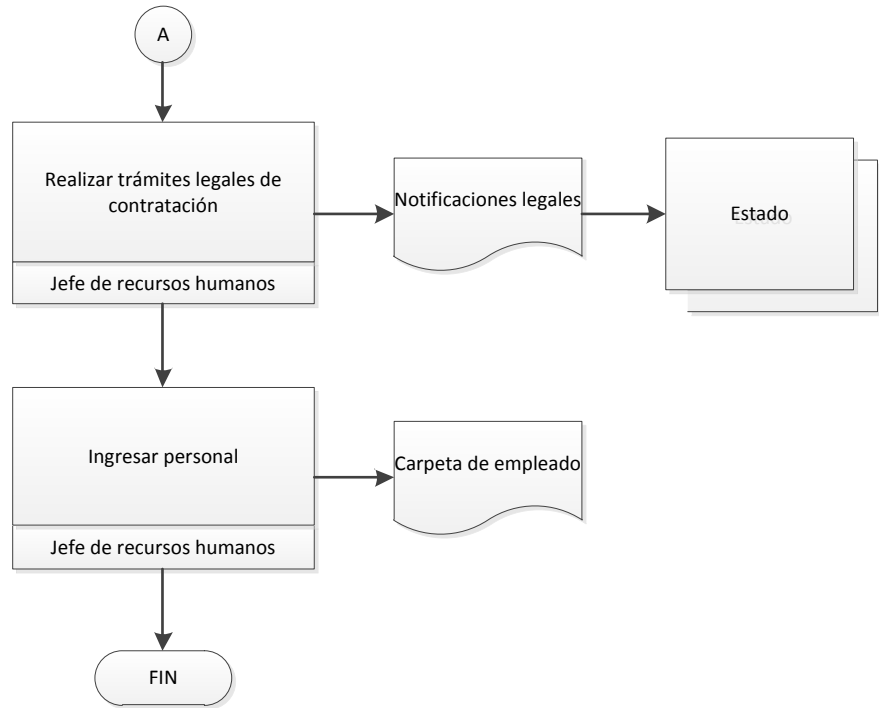 A
Realizar trámites legales de
contratación
Jefe de recursos humanos
Notificaciones legales
Estado
Ingresar personal
Jefe de recursos humanos
Carpeta de empleado
FIN